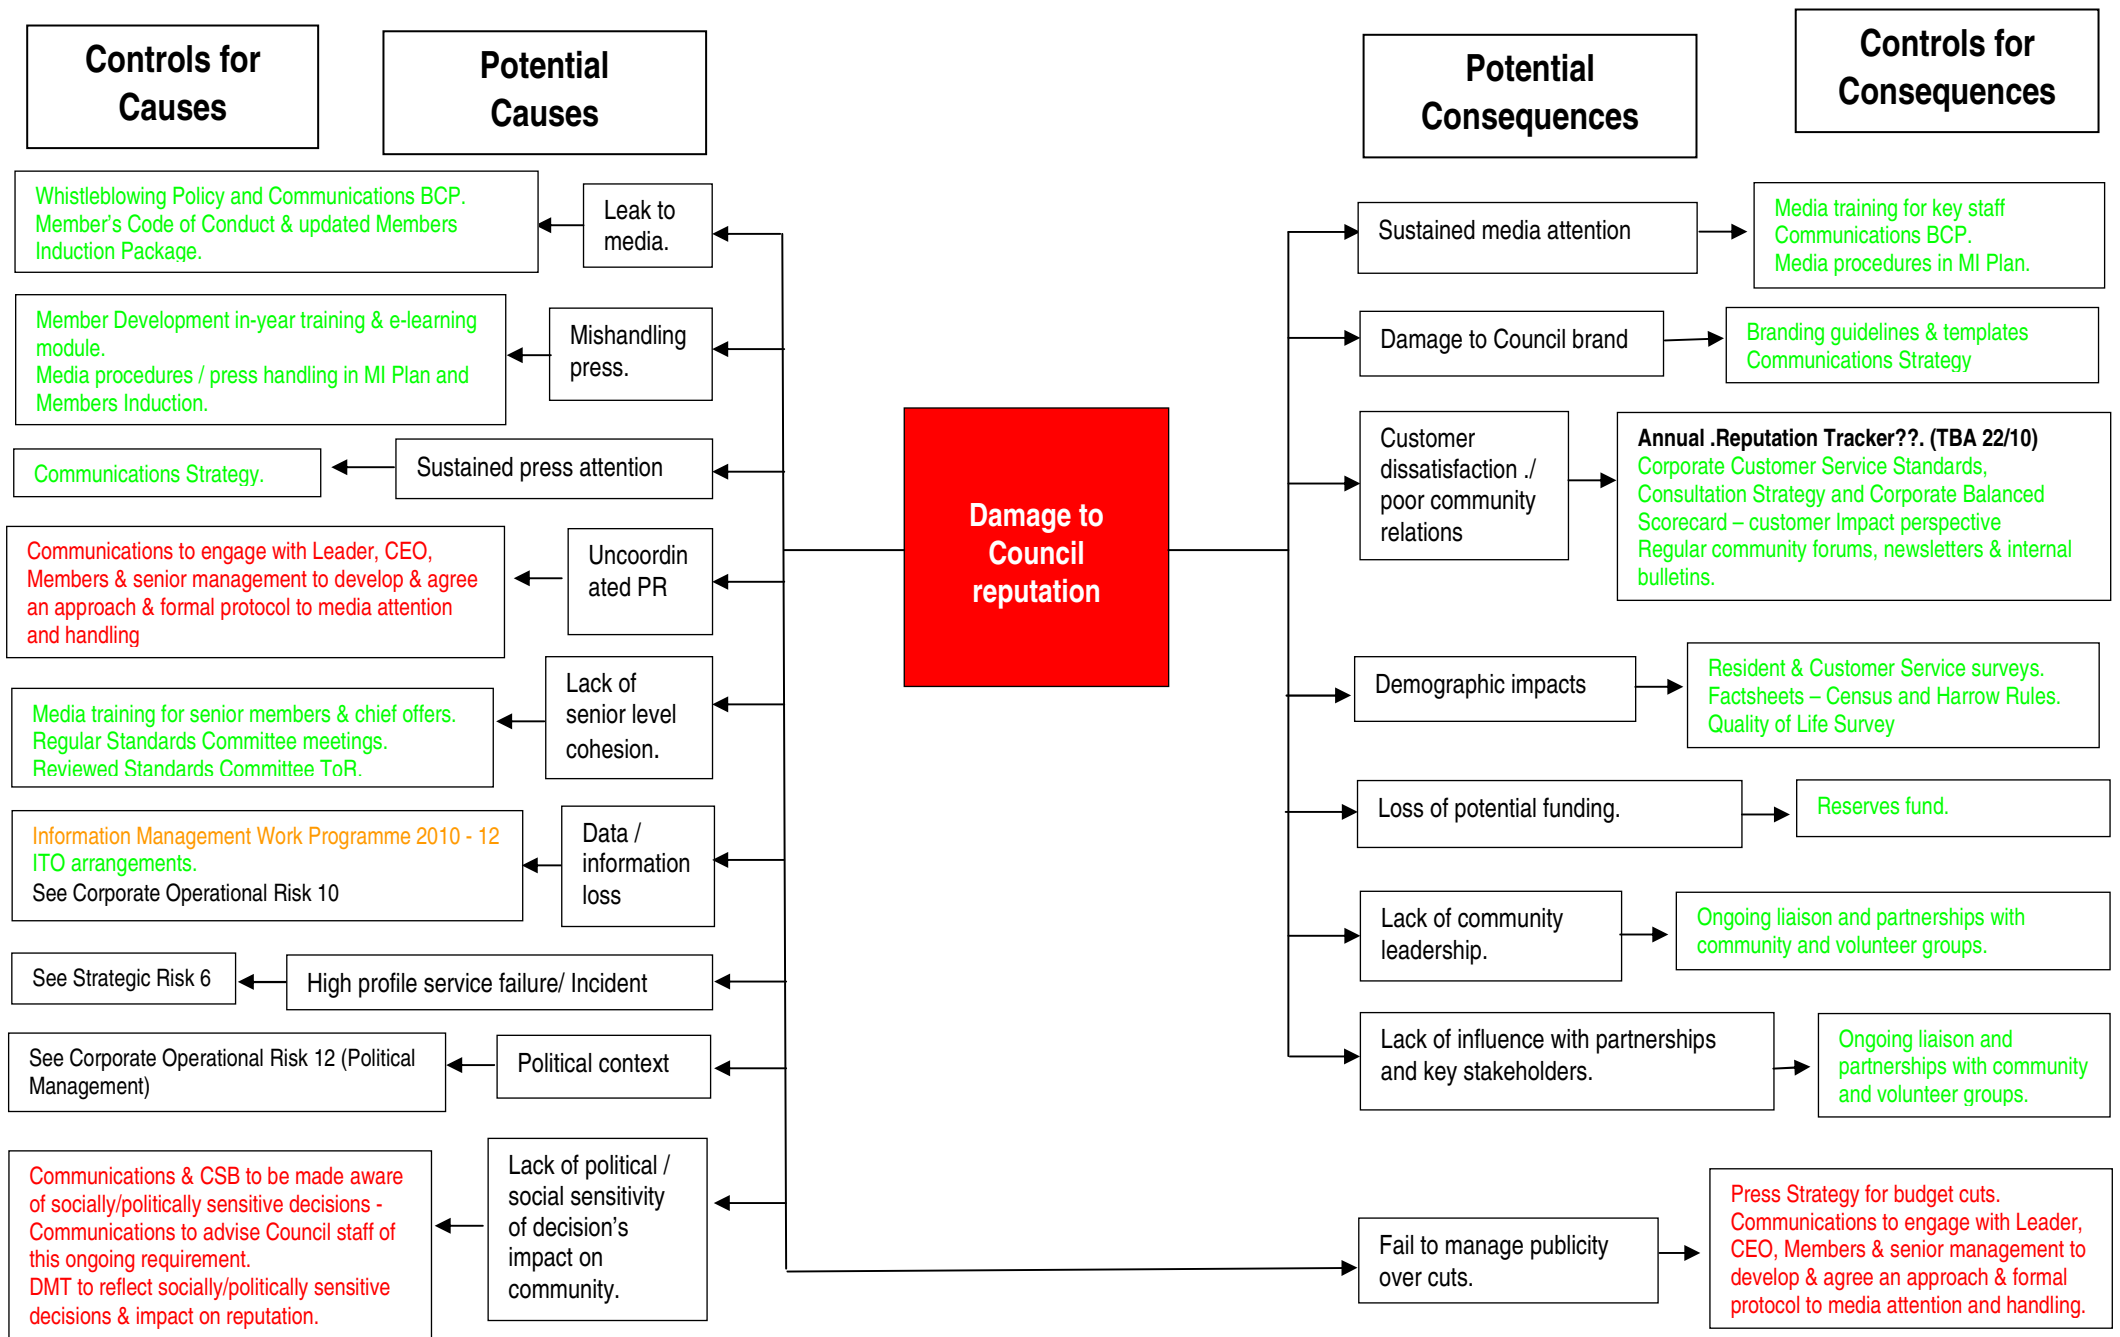 Controls for
Causes
Potential
Causes
Potential
Consequences
Controls for
Consequences
Whistleblowing Policy and Communications BCP.
Member's Code of Conduct & updated Members
Induction Package.
Leak to
media.
Member Development in-year training & e-learning
module.
Media procedures / press handling in MI Plan and
Members Induction.
Mishandling
press.
Communications Strategy.
Sustained press attention
Communications to engage with Leader, CEO,
Members & senior management to develop & agree
an approach & formal protocol to media attention
and handling
Uncoordin
ated PR
Media training for senior members & chief offers.
Regular Standards Committee meetings.
Reviewed Standards Committee ToR.
Lack of
senior level
cohesion.
Information Management Work Programme 2010 - 12
ITO arrangements.
See Corporate Operational Risk 10
Data /
information
loss
See Strategic Risk 6
High profile service failure/ Incident
See Corporate Operational Risk 12 (Political
Management)
Political context
Communications & CSB to be made aware
of socially/politically sensitive decisions -
Communications to advise Council staff of
this ongoing requirement.
DMT to reflect socially/politically sensitive
decisions & impact on reputation.
Lack of political /
social sensitivity
of decision's
impact on
community.
Damage to
Council
reputation
Sustained media attention
Media training for key staff
Communications BCP.
Media procedures in MI Plan.
Damage to Council brand
Branding guidelines & templates
Communications Strategy
Customer
dissatisfaction ./
poor community
relations
Annual .Reputation Tracker??. (TBA 22/10)
Corporate Customer Service Standards,
Consultation Strategy and Corporate Balanced
Scorecard – customer Impact perspective
Regular community forums, newsletters & internal
bulletins.
Demographic impacts
Resident & Customer Service surveys.
Factsheets – Census and Harrow Rules.
Quality of Life Survey
Loss of potential funding.
Reserves fund.
Lack of community
leadership.
Ongoing liaison and partnerships with
community and volunteer groups.
Lack of influence with partnerships
and key stakeholders.
Ongoing liaison and
partnerships with community
and volunteer groups.
Fail to manage publicity
over cuts.
Press Strategy for budget cuts.
Communications to engage with Leader,
CEO, Members & senior management to
develop & agree an approach & formal
protocol to media attention and handling.